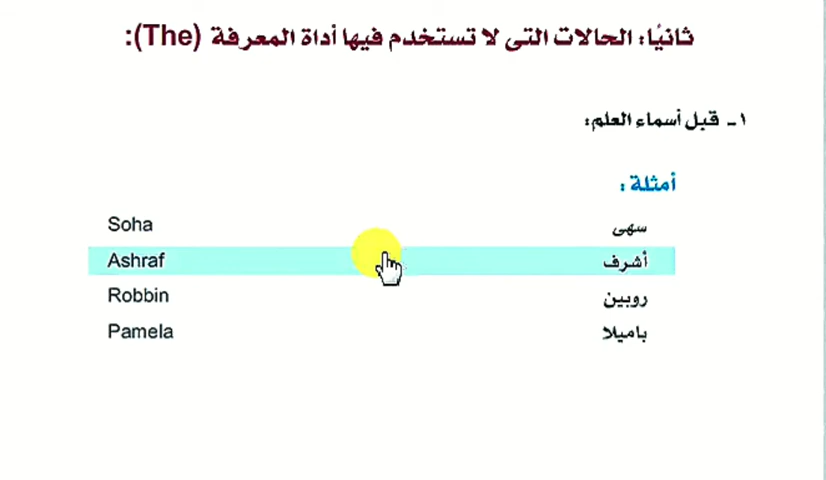 ثانيًا: الحالات التى لا تستخدم فيها أداة المعرفة (The):
١- قبل أسماء العلم:
أمثلة :
سهى Soha
أشرف Ashraf
روبين Robbin
باميلا Pamela